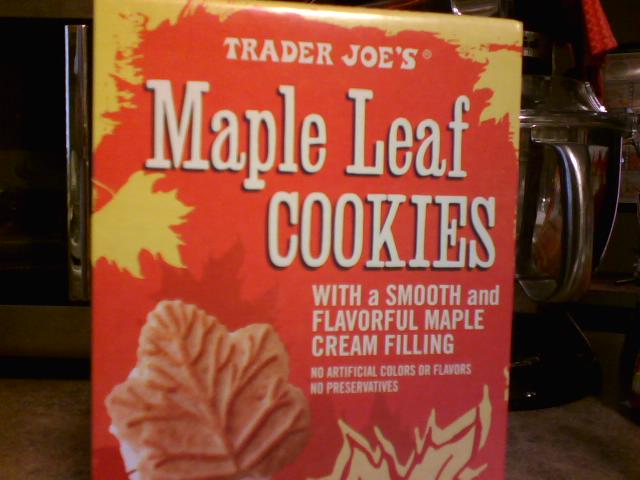 TRADER JOE'S®
Maple Leaf
COOKIES
WITH a SMOOTH and
FLAVORFUL MAPLE
CREAM FILLING
NO ARTIFICIAL COLORS OR FLAVORS
NO PRESERVATIVES